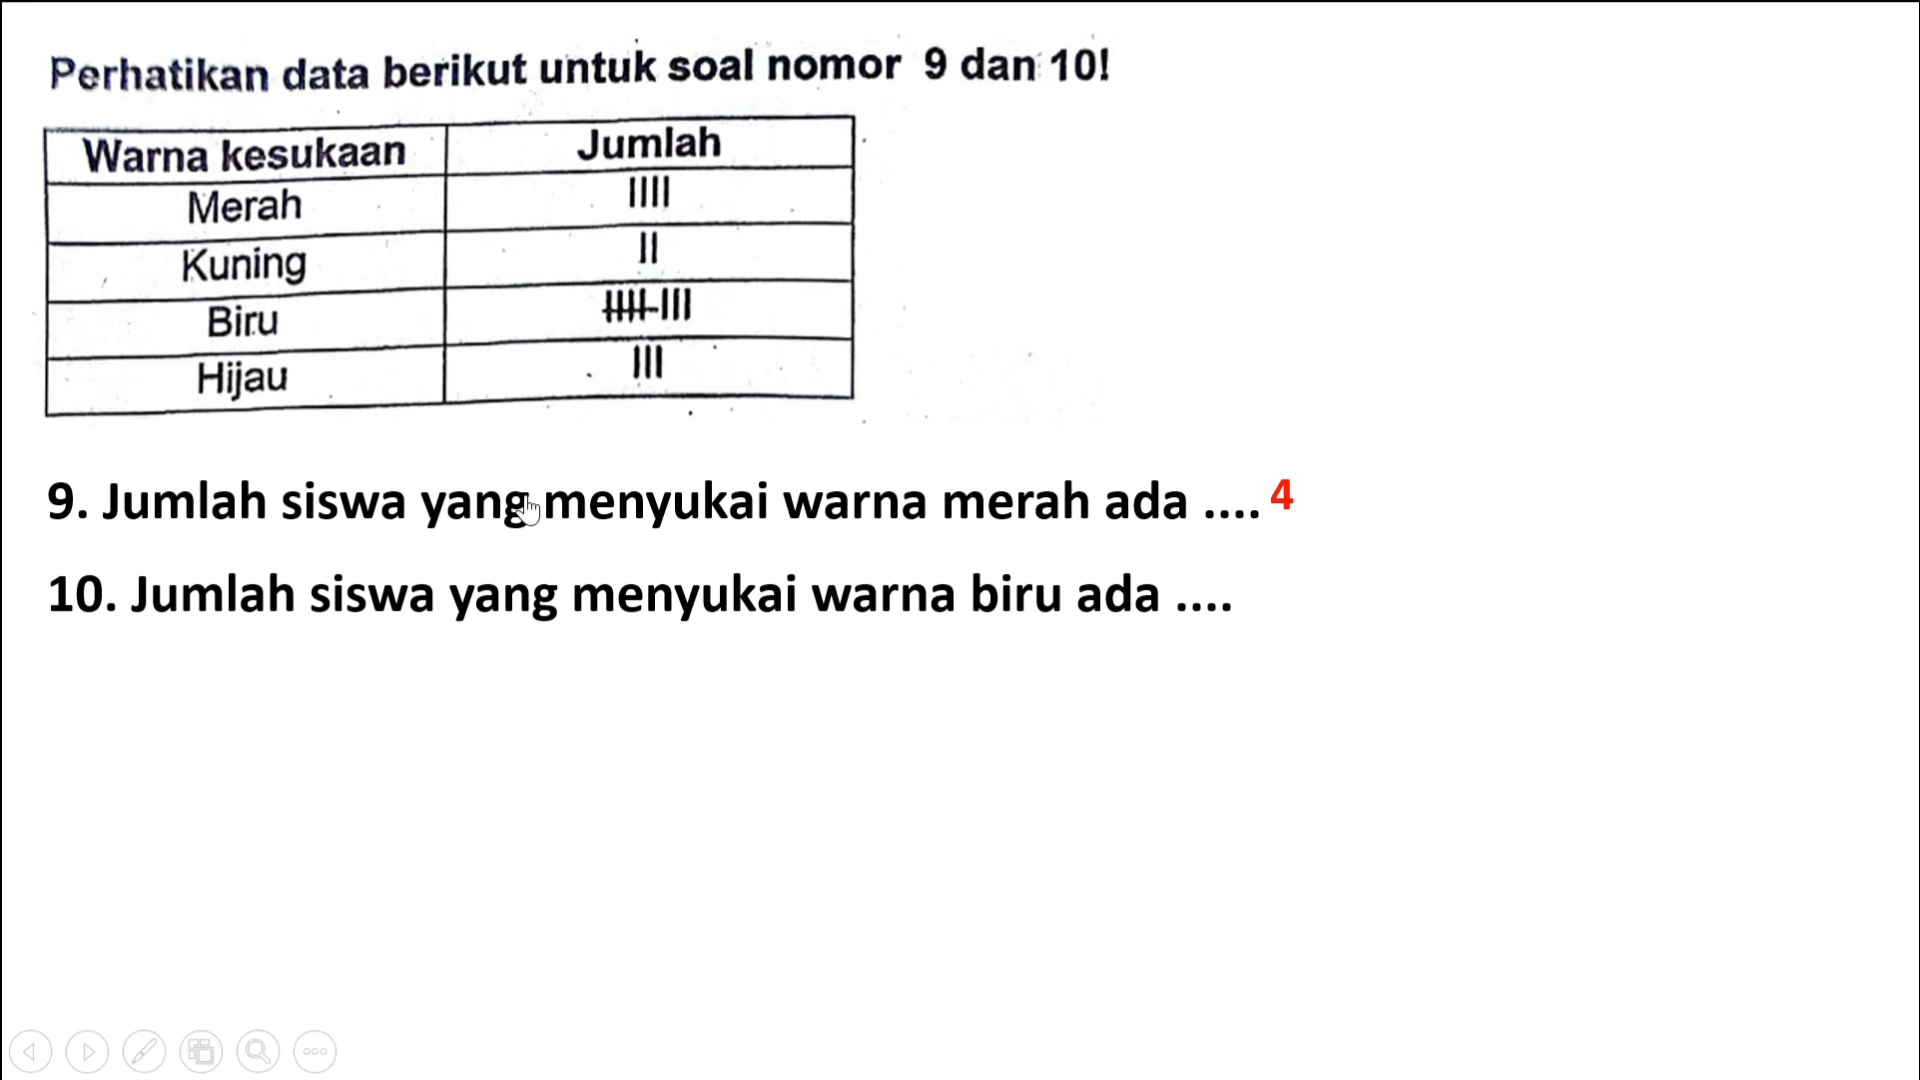 Perhatikan data berikut untuk soal nomor 9 dan 10!
Warna kesukaan Jumlah
Merah IIII
Kuning II
Biru IIII III
Hijau III
9. Jumlah siswa yang menyukai warna merah ada .... 4
10. Jumlah siswa yang menyukai warna biru ada ....